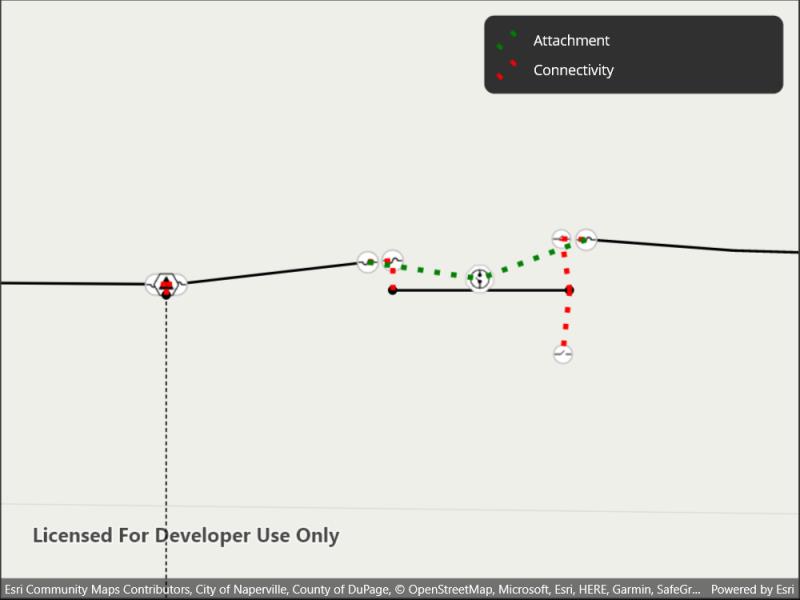 Attachment
Connectivity
Licensed For Developer Use Only
Esri Community Maps Contributors, City of Naperville, County of DuPage, © OpenStreetMap, Microsoft, Esri, HERE, Garmin, SafeGr... Powered by Esri